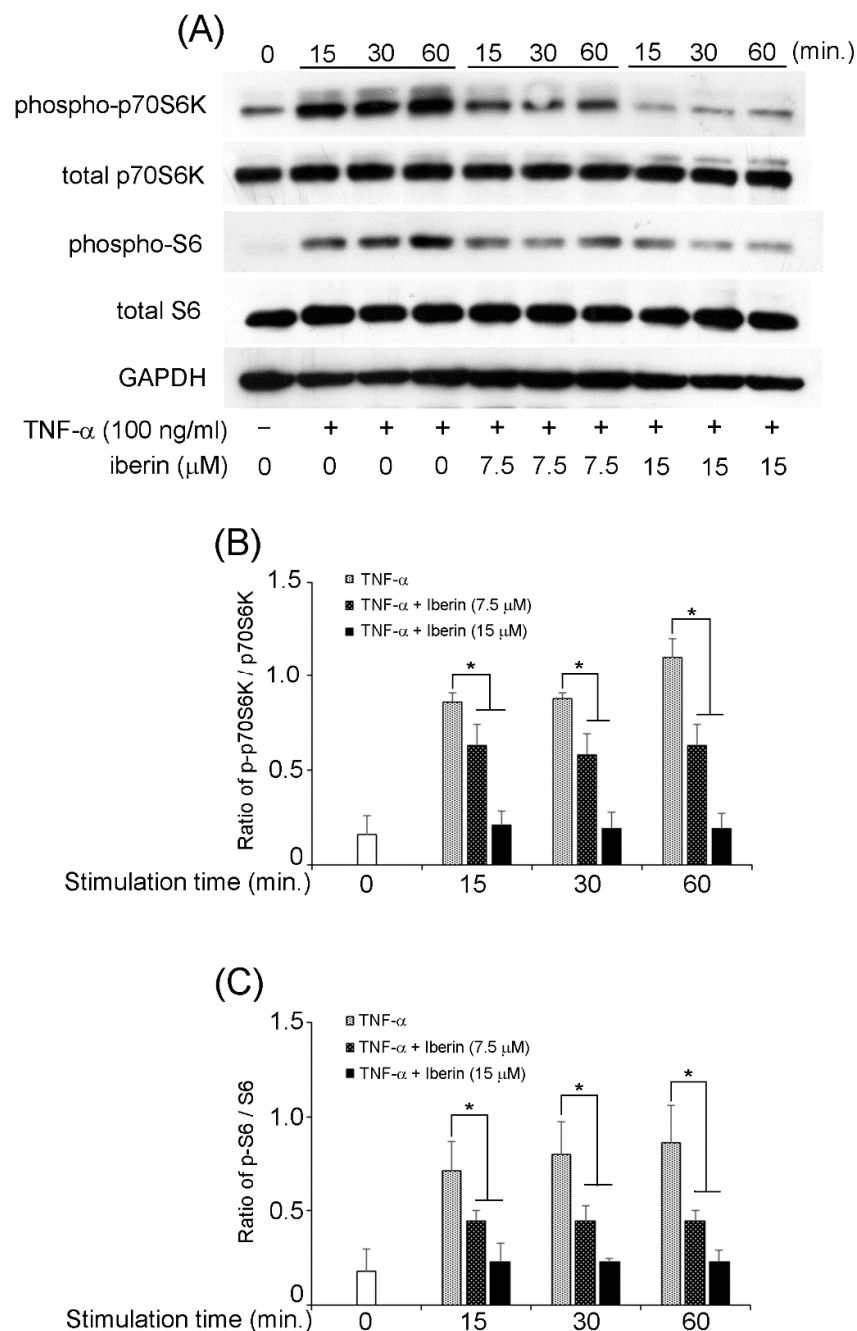 (A)
0 15 30 60 15 30 60 15 30 60 (min.)
phospho-p70S6K
total p70S6K
phospho-S6
total S6
GAPDH
TNF-α (100 ng/ml) − + + + + + + + + +
iberin (μM) 0 0 0 0 7.5 7.5 7.5 15 15 15
(B)
Ratio of p-p70S6K / p70S6K
1.5
1.0
0.5
0
TNF-α
TNF-α + Iberin (7.5 μM)
TNF-α + Iberin (15 μM)
* * *
Stimulation time (min.) 0 15 30 60
(C)
Ratio of p-S6 / S6
1.5
1.0
0.5
0
TNF-α
TNF-α + Iberin (7.5 μM)
TNF-α + Iberin (15 μM)
* * *
Stimulation time (min.) 0 15 30 60